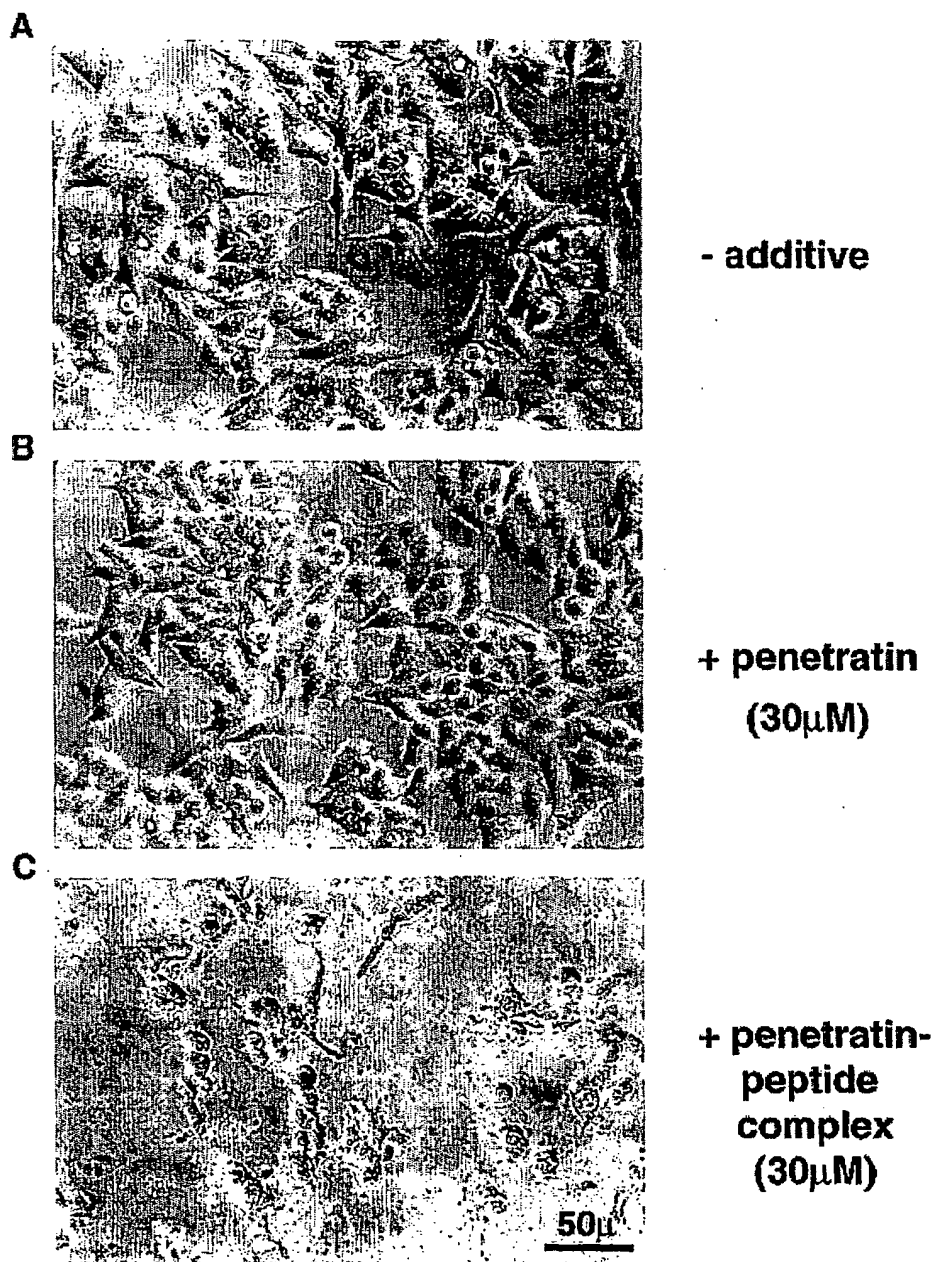 A
- additive
B
+ penetratin
(30μM)
C
+ penetratin-
peptide
complex
(30μM)
50μ